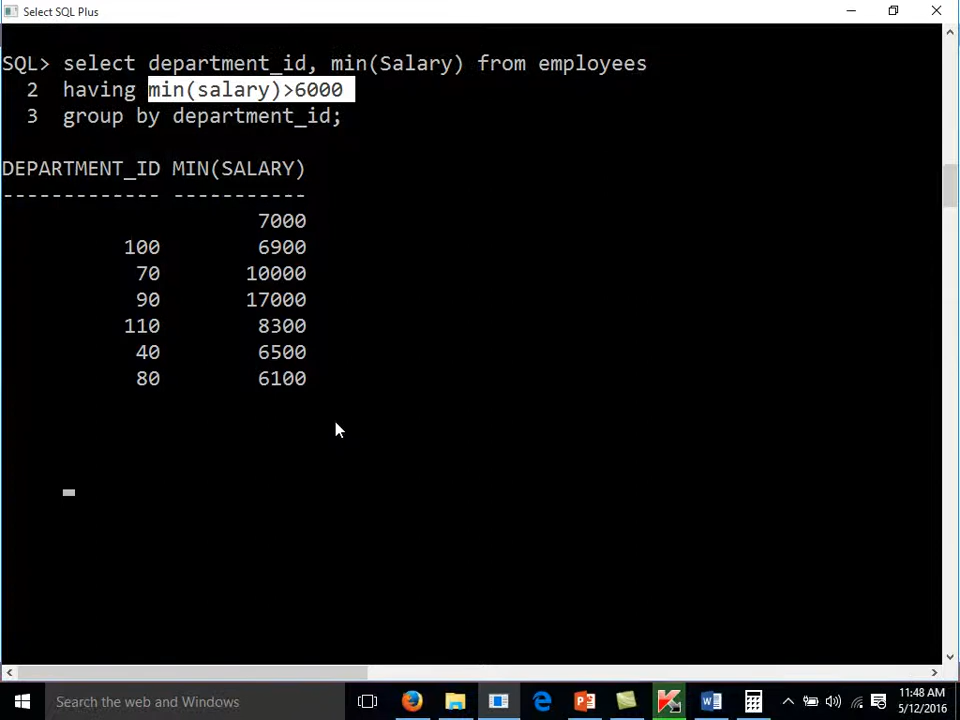 Select SQL Plus
SQL> select department_id, min(Salary) from employees
2 having min(salary)>6000
3 group by department_id;
DEPARTMENT_ID MIN(SALARY)
------------- -----------
7000
100 6900
70 10000
90 17000
110 8300
40 6500
80 6100
Search the web and Windows
11:48 AM
5/12/2016